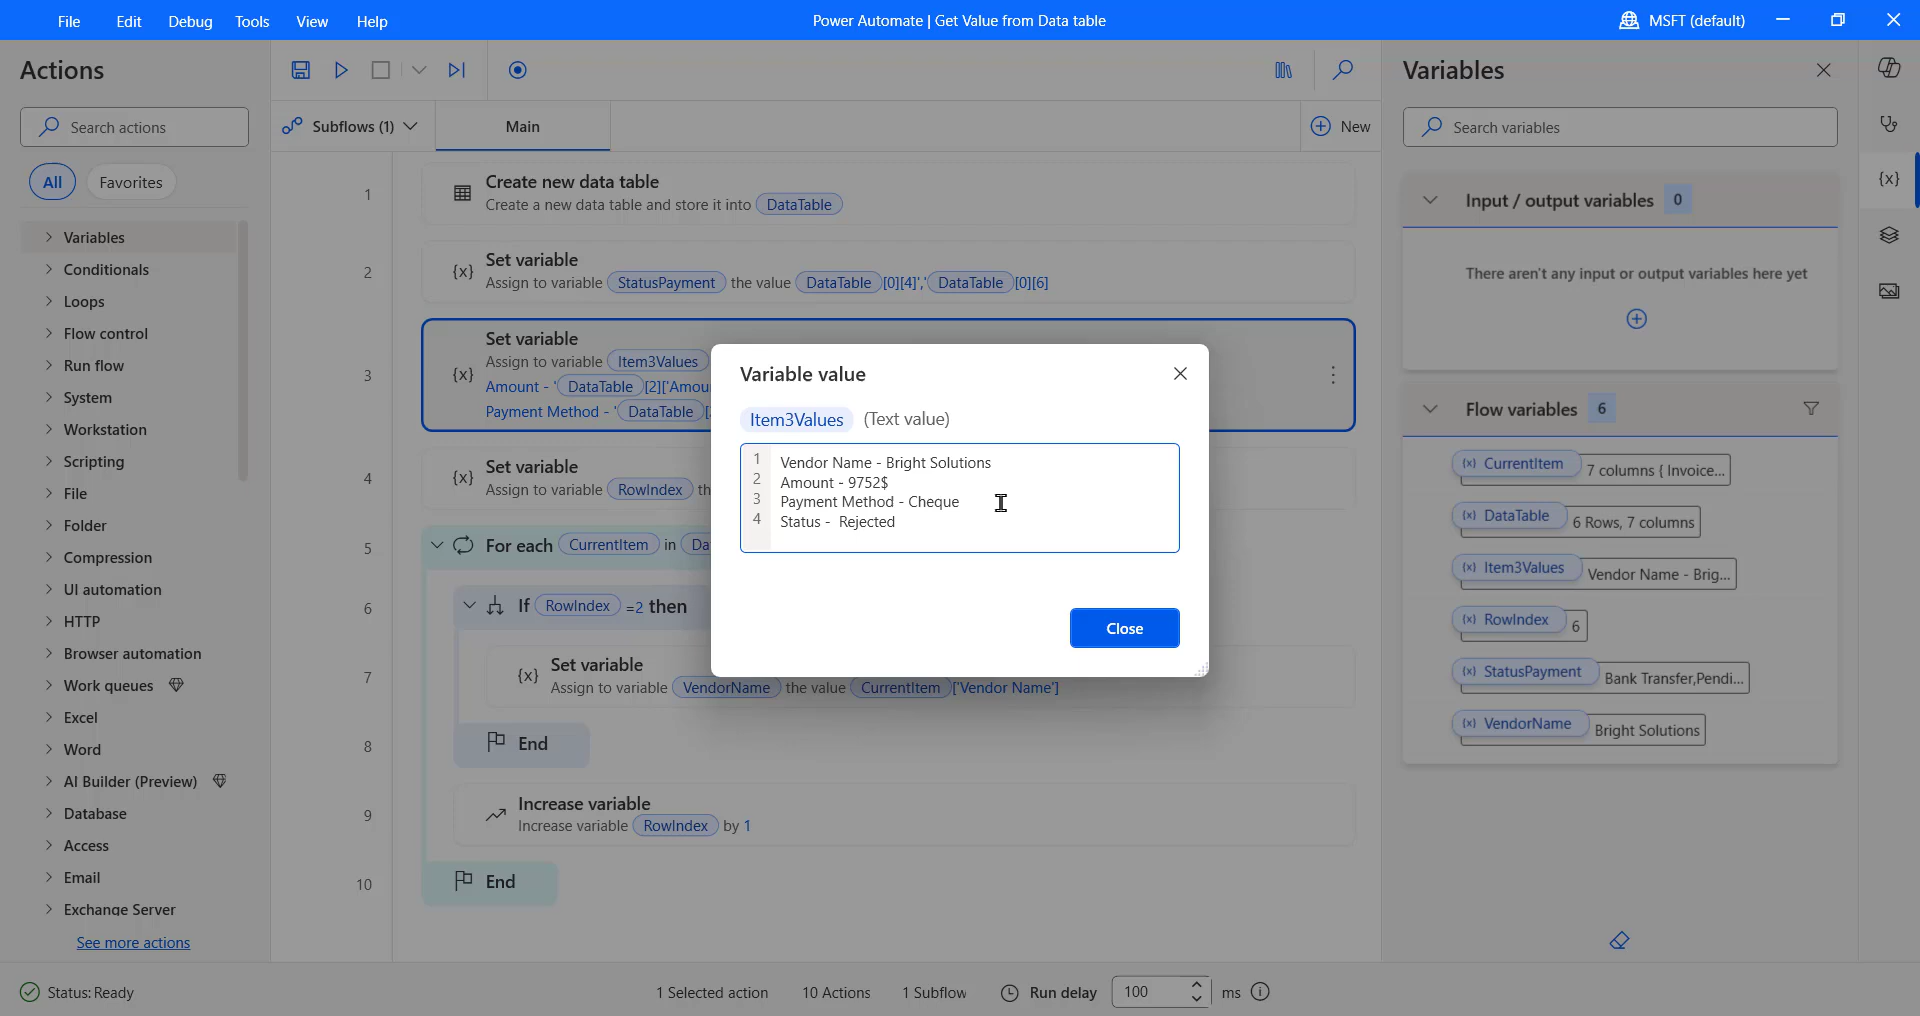 File Edit Debug Tools View Help
Power Automate | Get Value from Data table
MSFT (default)
Actions
Search actions
All Favorites
Variables
Conditionals
Loops
Flow control
Run flow
System
Workstation
Scripting
File
Folder
Compression
UI automation
HTTP
Browser automation
Work queues
Excel
Word
AI Builder (Preview)
Database
Access
Email
Exchange Server
See more actions
Subflows (1)
Main
New
1
Create new data table
Create a new data table and store it into DataTable
2
Set variable
Assign to variable StatusPayment the value DataTable [0][4]',' DataTable [0][6]
3
Set variable
Assign to variable Item3Values
Amount - ' DataTable [2]['Amou
Payment Method - ' DataTable
4
Set variable
Assign to variable RowIndex th
5
For each CurrentItem in Da
6
If RowIndex =2 then
7
Set variable
Assign to variable VendorName the value CurrentItem ['Vendor Name']
8
End
9
Increase variable
Increase variable RowIndex by 1
10
End
Variable value
Item3Values (Text value)
1 Vendor Name - Bright Solutions
2 Amount - 9752$
3 Payment Method - Cheque
4 Status -  Rejected
Close
Variables
Search variables
{x}
Input / output variables 0
There aren't any input or output variables here yet
Flow variables 6
(x) CurrentItem 7 columns { Invoice...
(x) DataTable 6 Rows, 7 columns
(x) Item3Values Vendor Name - Brig...
(x) RowIndex 6
(x) StatusPayment Bank Transfer,Pendi...
(x) VendorName Bright Solutions
Status: Ready
1 Selected action
10 Actions
1 Subflow
Run delay 100 ms